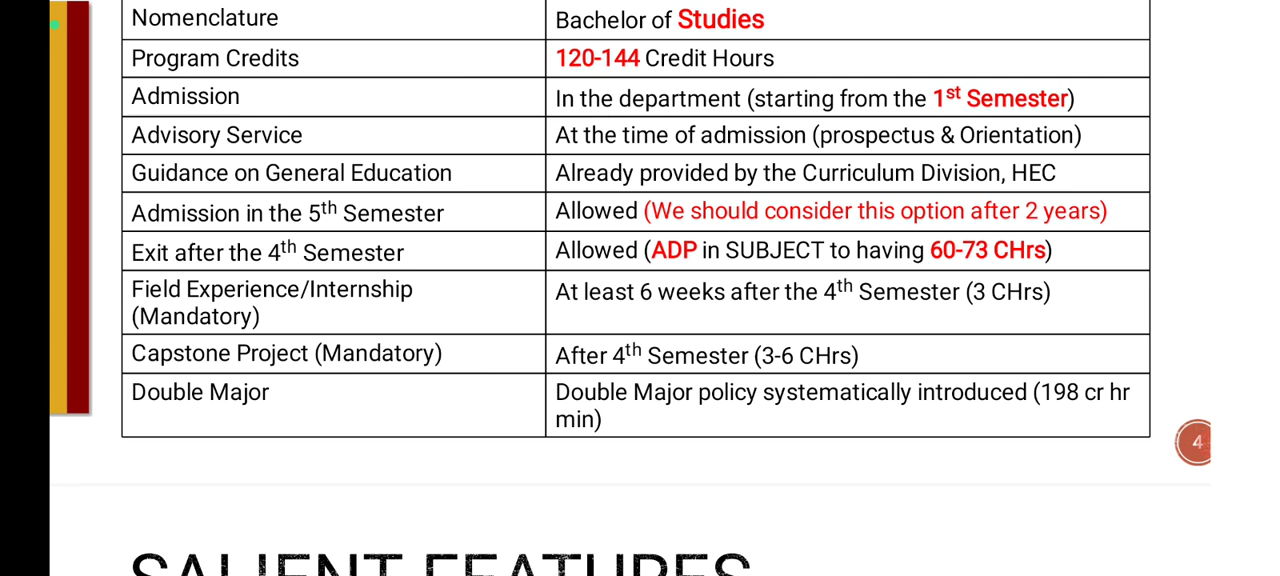 Nomenclature
Bachelor of Studies
Program Credits
120-144 Credit Hours
Admission
In the department (starting from the 1st Semester)
Advisory Service
At the time of admission (prospectus & Orientation)
Guidance on General Education
Already provided by the Curriculum Division, HEC
Admission in the 5th Semester
Allowed (We should consider this option after 2 years)
Exit after the 4th Semester
Allowed (ADP in SUBJECT to having 60-73 CHrs)
Field Experience/Internship
(Mandatory)
At least 6 weeks after the 4th Semester (3 CHrs)
Capstone Project (Mandatory)
After 4th Semester (3-6 CHrs)
Double Major
Double Major policy systematically introduced (198 cr hr
min)
4
SALIENT FEATURES